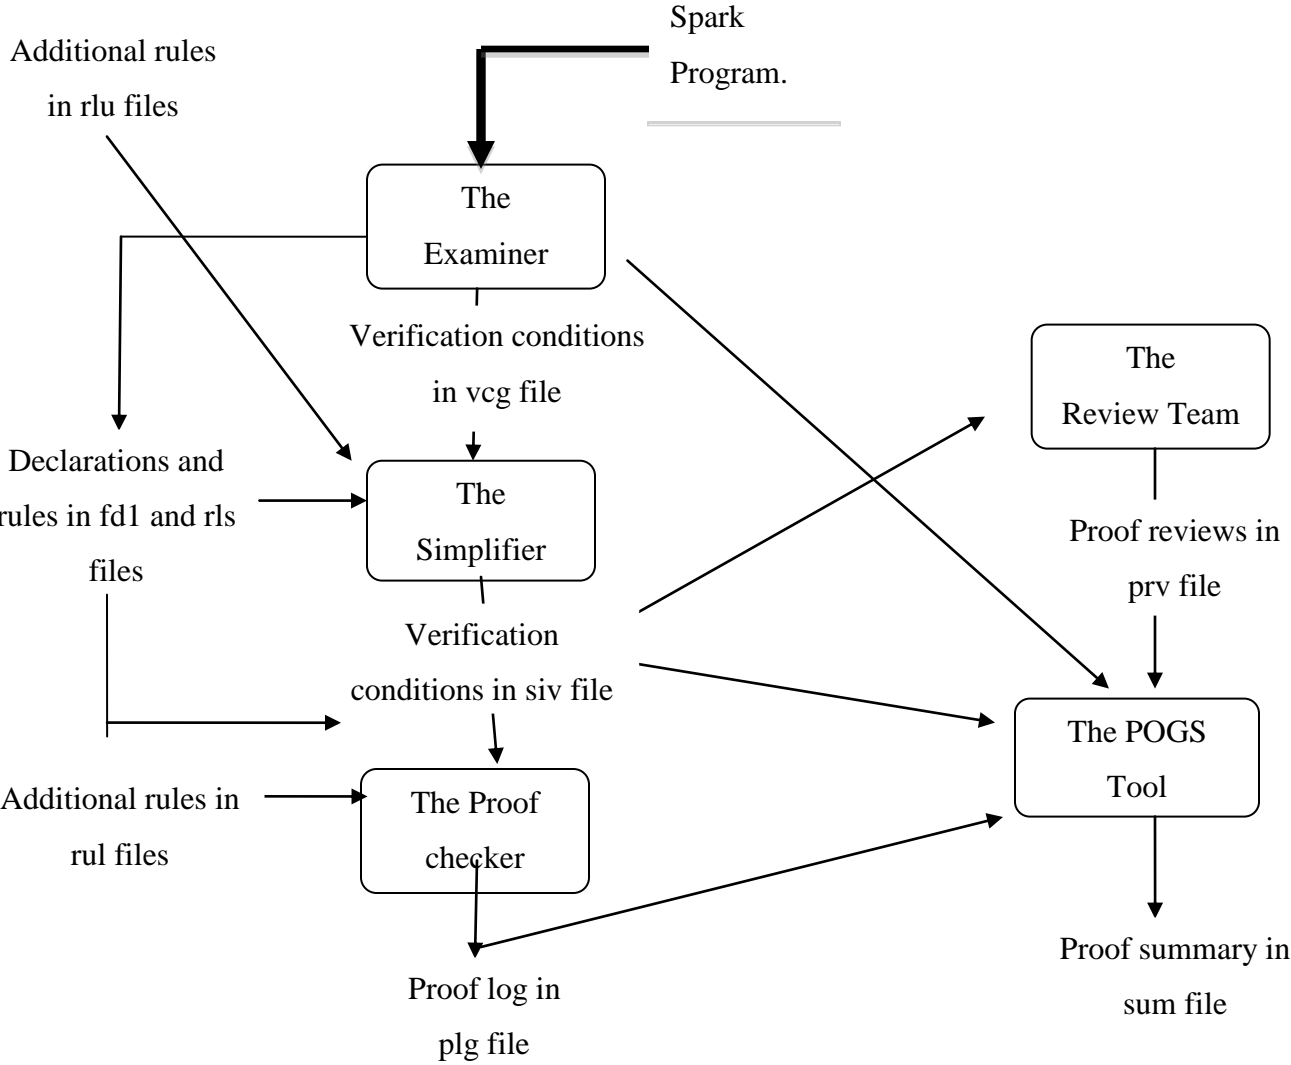 Spark
Program.
Additional rules
in rlu files
The
Examiner
Verification conditions
in vcg file
The
Review Team
Declarations and
rules in fd1 and rls
files
The
Simplifier
Proof reviews in
prv file
Verification
conditions in siv file
The POGS
Tool
Additional rules in
rul files
The Proof
checker
Proof summary in
sum file
Proof log in
plg file